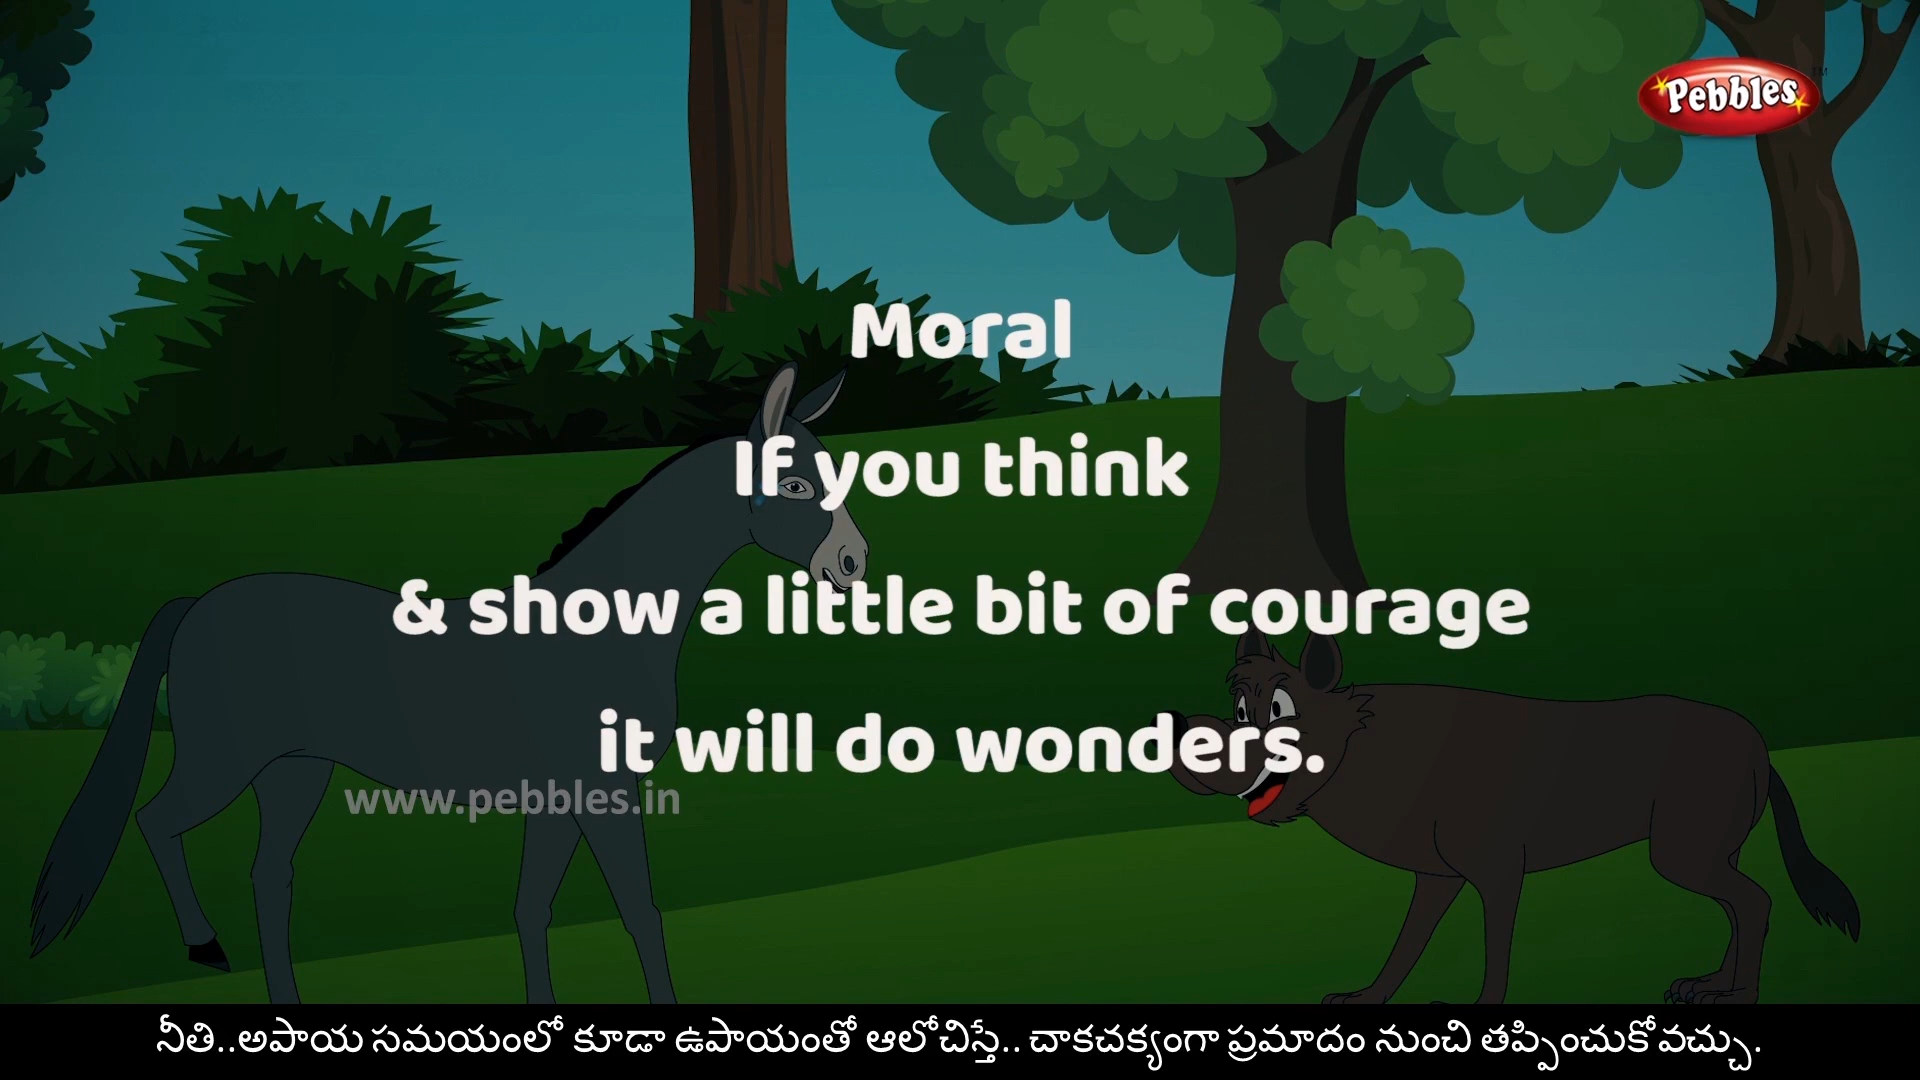 Pebbles™
Moral
If you think
& show a little bit of courage
it will do wonders.
www.pebbles.in
నీతి..అపాయ సమయంలో కూడా ఉపాయంతో ఆలోచిస్తే.. చాకచక్యంగా ప్రమాదం నుంచి తప్పించుకోవచ్చు.